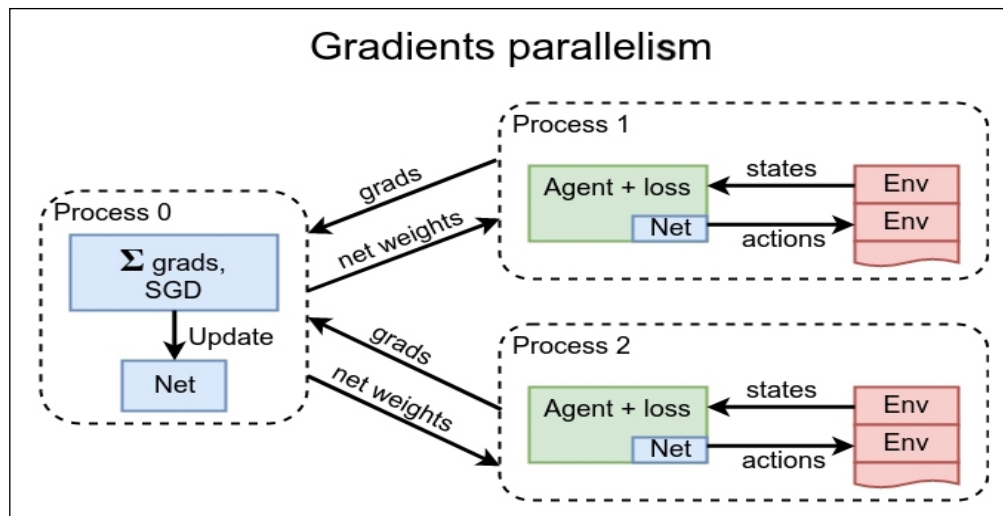 Gradients parallelism
Process 0
Σ grads,
SGD
Update
Net
grads
net weights
grads
net weights
Process 1
Agent + loss
Net
states
actions
Env
Env
Process 2
Agent + loss
Net
states
actions
Env
Env